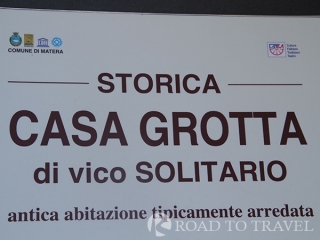 COMUNE DI MATERA
STORICA
CASA GROTTA
di vico SOLITARIO
antica abitazione tipicamente arredata
ROAD TO TRAVEL